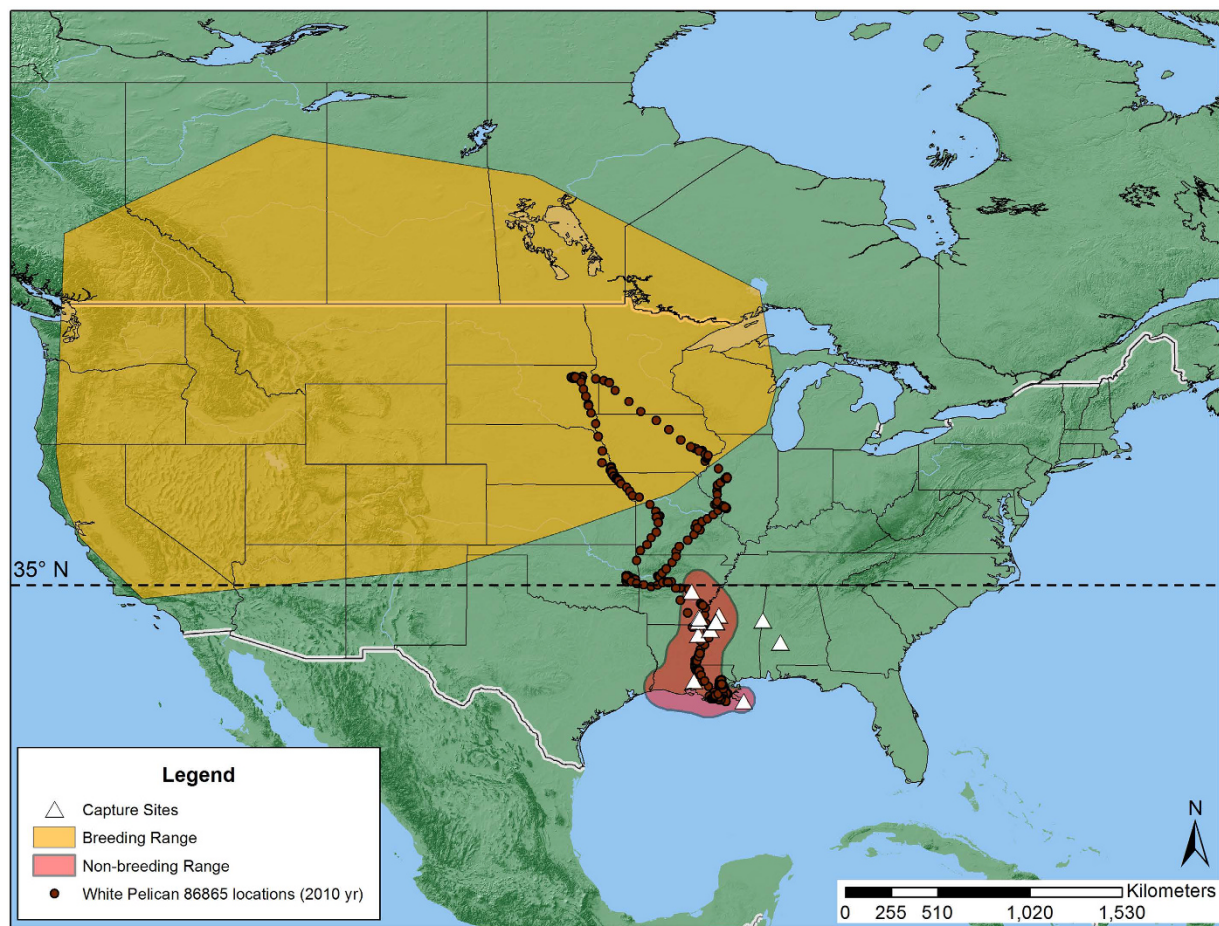 35° N
Legend
Capture Sites
Breeding Range
Non-breeding Range
White Pelican 86865 locations (2010 yr)
N
Kilometers
0 255 510 1,020 1,530